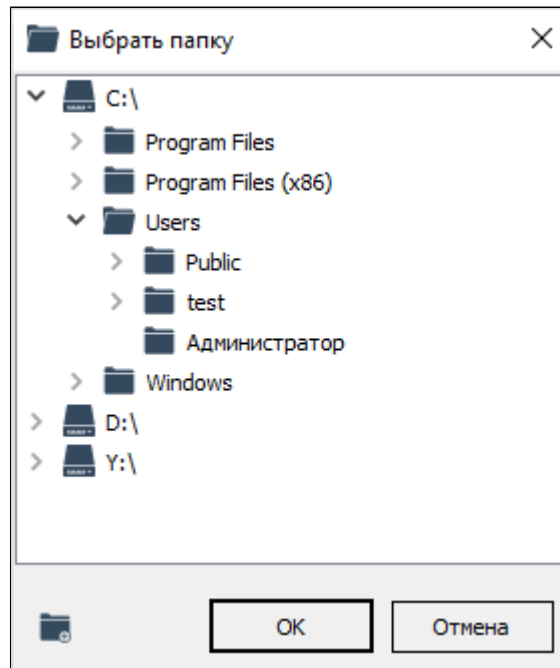 Выбрать папку
C:\
Program Files
Program Files (x86)
Users
Public
test
Администратор
Windows
D:\
Y:\
OK
Отмена